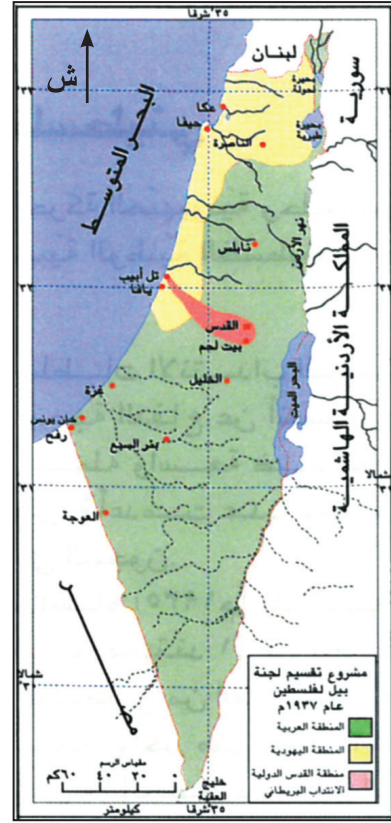 ٣٥ْشرقا
ش
لبنان
سورية
بحيرة
حولة
عكا
حيفا
بحيرة
طبرية
الناصرة
البحر المتوسط
نابلس
نهر الأردن
المملكة الأردنية الهاشمية
تل أبيب
يافا
القدس
بيت لحم
غزة
الخليل
البحر الميت
خان يونس
رفح
بئر السبع
العوجة
مصر
مشروع تقسيم لجنة
بيل لفلسطين
عام ١٩٣٧م
المنطقة العربية
المنطقة اليهودية
منطقة القدس الدولية
الانتداب البريطاني
مقياس الرسم
٠ ٢٠ ٤٠ ٦٠كم
كيلومتر
خليج
العقبة
٣٥ْشرقا